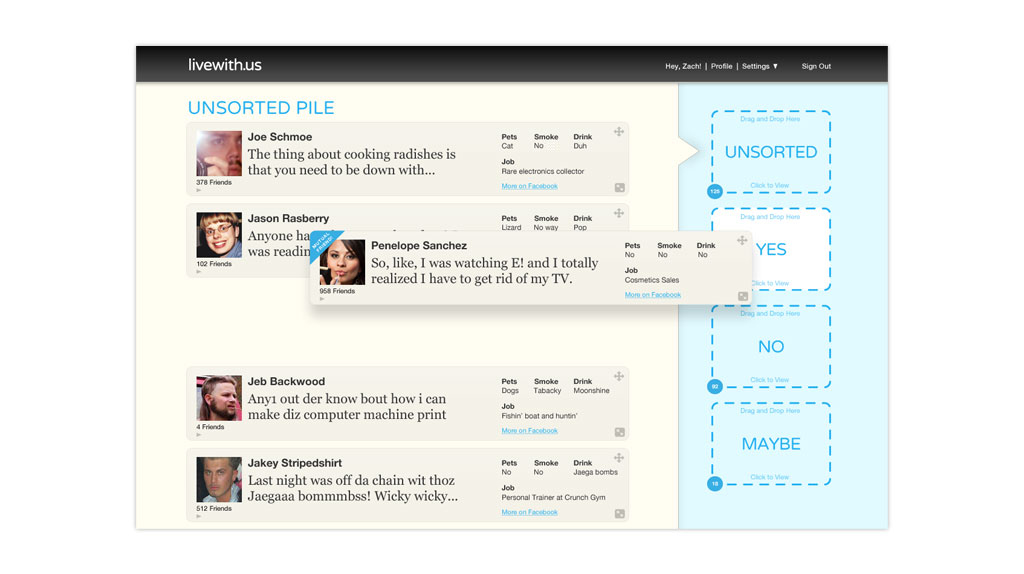 livewith.us
Hey, Zach! | Profile | Settings ▼ Sign Out
UNSORTED PILE
Joe Schmoe
The thing about cooking radishes is
that you need to be down with...
378 Friends
Pets Smoke Drink
Cat No Duh
Job
Rare electronics collector
More on Facebook
Jason Rasberry
Anyone
was readin
102 Friends
Pets Smoke Drink
Lizard No way Pop
MUTUAL
FRIEND!
Penelope Sanchez
So, like, I was watching E! and I totally
realized I have to get rid of my TV.
958 Friends
Pets Smoke Drink
No No No
Job
Cosmetics Sales
More on Facebook
Jeb Backwood
Any1 out der know bout how i can
make diz computer machine print
4 Friends
Pets Smoke Drink
Dogs Tabacky Moonshine
Job
Fishin' boat and huntin'
More on Facebook
Jakey Stripedshirt
Last night was off da chain wit thoz
Jaegaaa bommmbss! Wicky wicky...
512 Friends
Pets Smoke Drink
No No Jaega bombs
Job
Personal Trainer at Crunch Gym
More on Facebook
Drag and Drop Here
UNSORTED
Click to View
126
Drag and Drop Here
YES
Click to View
Drag and Drop Here
NO
Click to View
92
Drag and Drop Here
MAYBE
Click to View
18